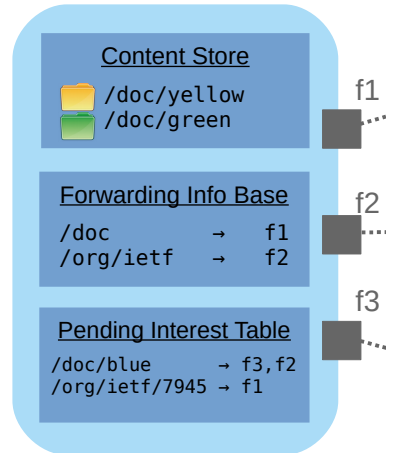 Content Store
/doc/yellow
/doc/green
f1
Forwarding Info Base
/doc → f1
/org/ietf → f2
f2
f3
Pending Interest Table
/doc/blue → f3,f2
/org/ietf/7945 → f1